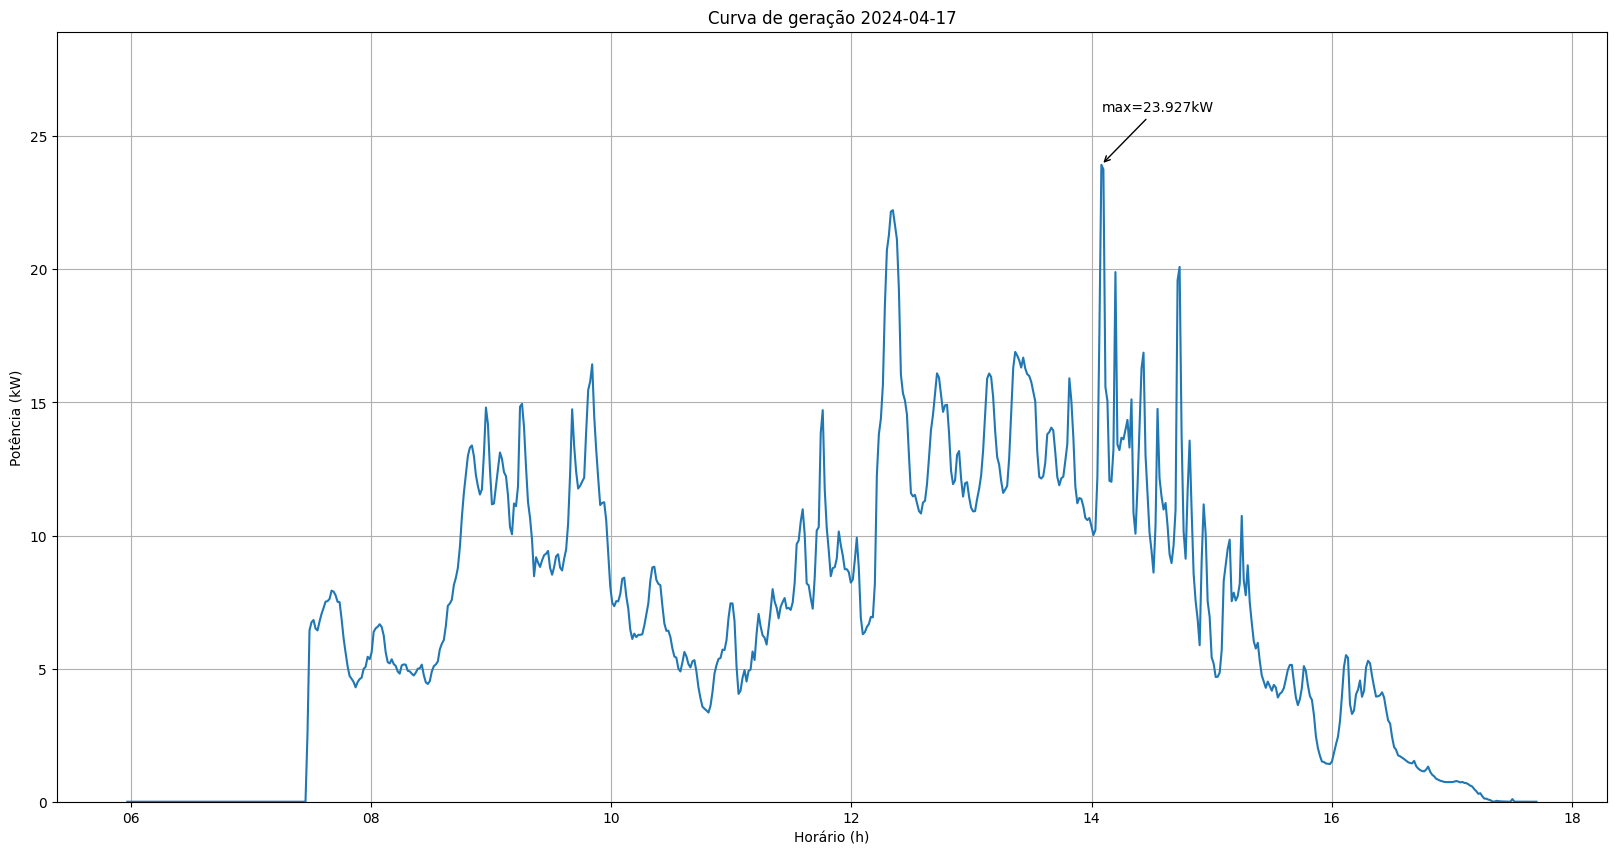 Curva de geração 2024-04-17
max=23.927kW
25
20
15
10
5
0
Potência (kW)
06 08 10 12 14 16 18
Horário (h)